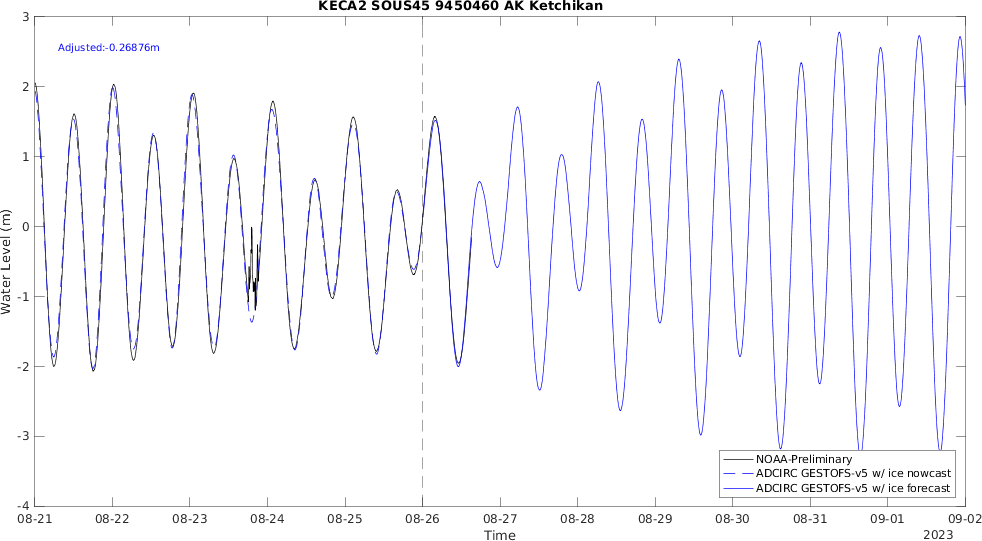 KECA2 SOUS45 9450460 AK Ketchikan
Adjusted:-0.26876m
3
2
1
0
-1
-2
-3
-4
Water Level (m)
NOAA-Preliminary
ADCIRC GESTOFS-v5 w/ ice nowcast
ADCIRC GESTOFS-v5 w/ ice forecast
08-21 08-22 08-23 08-24 08-25 08-26 08-27 08-28 08-29 08-30 08-31 09-01 09-02
Time
2023